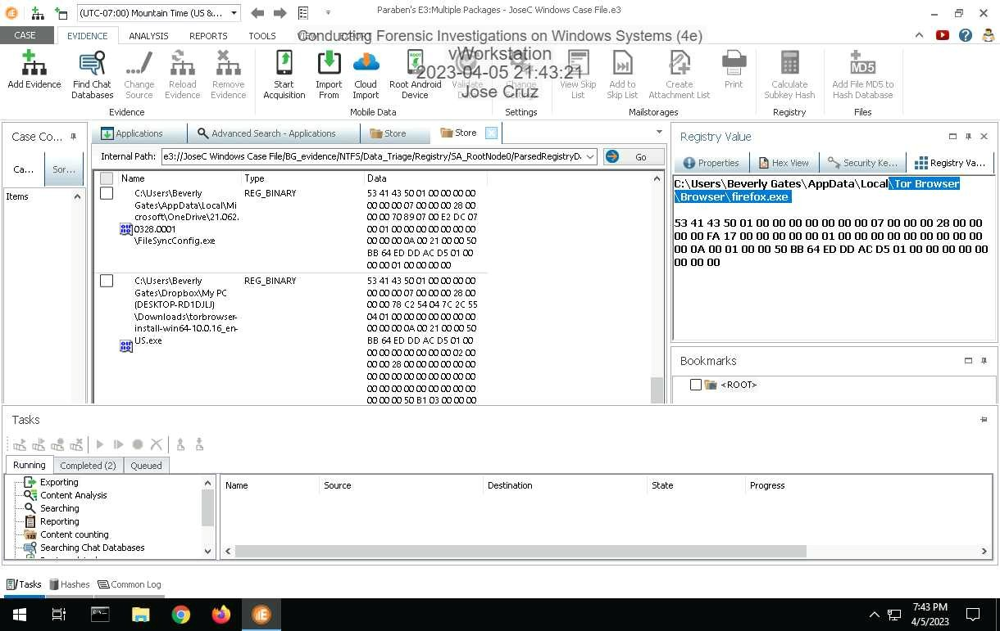 (UTC-07:00) Mountain Time (US &...
Paraben's E3:Multiple Packages - JoseC Windows Case File.e3
CASE
EVIDENCE
ANALYSIS
REPORTS
TOOLS
Conducting Forensic Investigations on Windows Systems (4e)
vWorkstation
2023-04-05 21:43:21
Jose Cruz
Add Evidence
Find Chat
Databases
Change
Source
Reload
Evidence
Remove
Evidence
Start
Acquisition
Import
From
Cloud
Import
Root Android
Device
Validate
Change
View Skip
List
Add to
Skip List
Create
Attachment List
Print
Calculate
Subkey Hash
MD5
Add File MD5 to
Hash Database
Evidence
Mobile Data
Settings
Mailstorages
Registry
Files
Case Co...
Ca...
Sor...
Items
Applications
Advanced Search - Applications
Store
Store
Internal Path:
e3://JoseC Windows Case File/BG_evidence/NTFS/Data_Triage/Registry/SA_RootNode0/ParsedRegistryD
Go
Name
Type
Data
C:\Users\Beverly
Gates\AppData\Local\Mi
crosoft\OneDrive\21.062.
0328.0001
\FileSyncConfig.exe
REG_BINARY
53 41 43 50 01 00 00 00 00
00 00 00 07 00 00 00 28 00
00 00 70 89 07 00 E2 DC 07
00 01 00 00 00 00 00 00 00
00 00 00 0A 00 21 00 00 50
BB 64 ED DD AC D5 01 00
00 00 01 00 00 00 00
C:\Users\Beverly
Gates\Dropbox\My PC
(DESKTOP-RD1DJLJ)
\Downloads\torbrowser-
install-win64-10.0.16_en-
US.exe
REG_BINARY
53 41 43 50 01 00 00 00 00
00 00 00 07 00 00 00 28 00
00 00 78 C2 54 04 7C 2C 55
04 01 00 00 00 00 00 00 00
00 00 00 0A 00 21 00 00 50
BB 64 ED DD AC D5 01 00
00 00 00 00 00 00 00 02 00
00 00 28 00 00 00 00 00 00
00 00 00 00 00 00 00 00 00
00 00 00 00 00 00 00 00 00
00 00 00 50 B1 03 00 00 00
Registry Value
Properties
Hex View
Security Ke...
Registry Va...
C:\Users\Beverly Gates\AppData\Local\Tor Browser
\Browser\firefox.exe
53 41 43 50 01 00 00 00 00 00 00 00 07 00 00 00 28 00 00
00 00 FA 17 00 00 00 00 00 01 00 00 00 00 00 00 00 00 00
00 0A 00 01 00 00 50 BB 64 ED DD AC D5 01 00 00 00 00 00
00 00 00
Bookmarks
<ROOT>
Tasks
Running
Completed (2)
Queued
Exporting
Content Analysis
Searching
Reporting
Content counting
Searching Chat Databases
Name
Source
Destination
State
Progress
Tasks
Hashes
Common Log
7:43 PM
4/5/2023